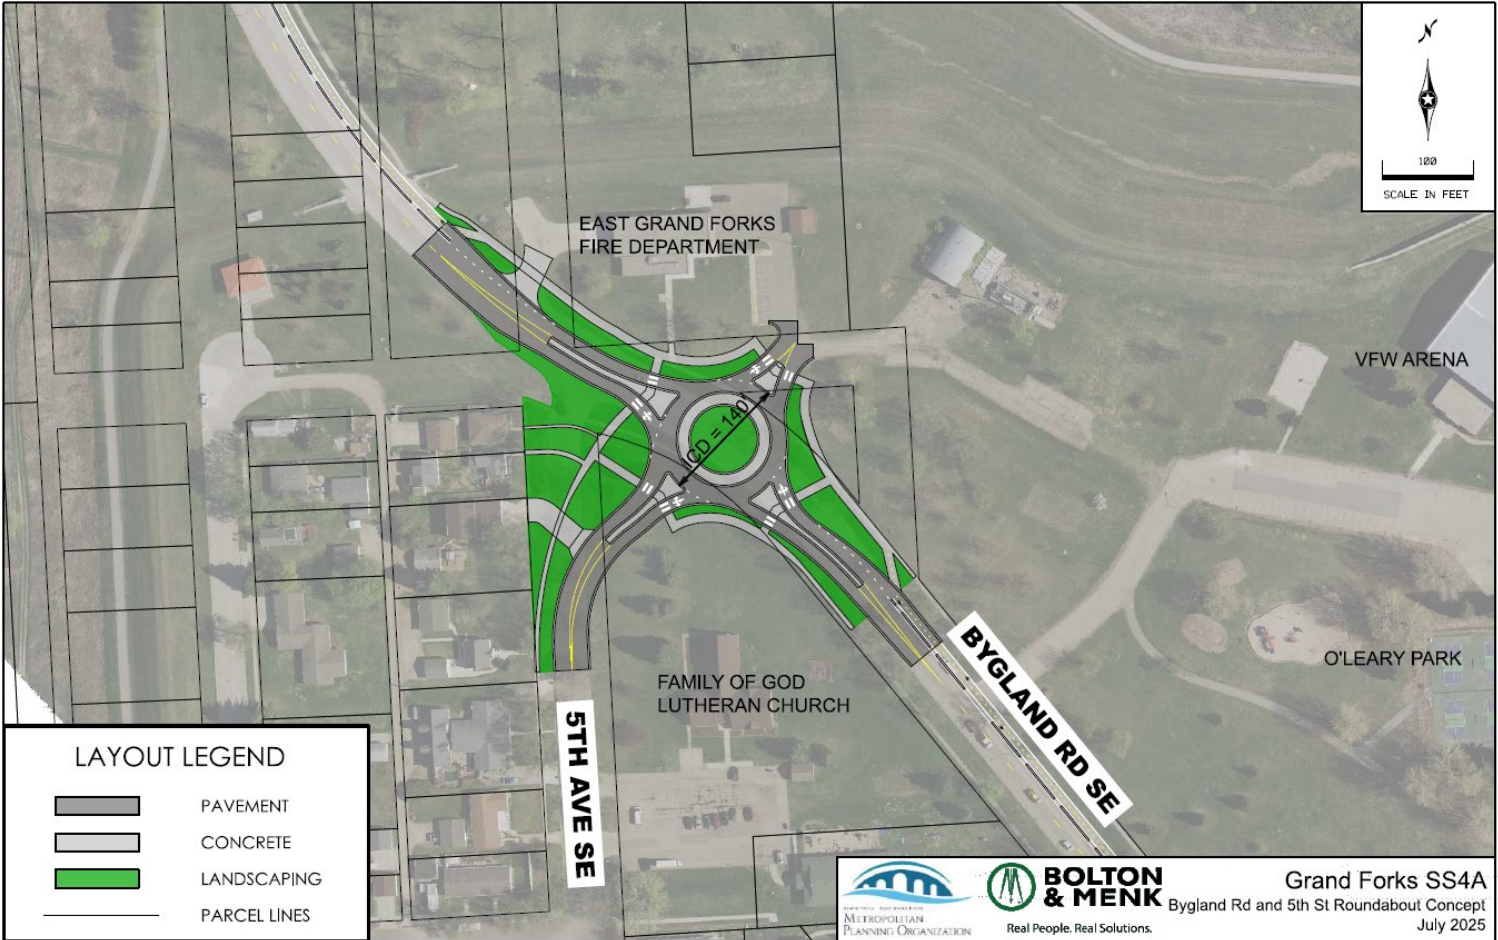 N
100
SCALE IN FEET
EAST GRAND FORKS
FIRE DEPARTMENT
VFW ARENA
ICD = 140'
O'LEARY PARK
BYGLAND RD SE
FAMILY OF GOD
LUTHERAN CHURCH
5TH AVE SE
LAYOUT LEGEND
PAVEMENT
CONCRETE
LANDSCAPING
PARCEL LINES
METROPOLITAN
PLANNING ORGANIZATION
BOLTON
& MENK
Real People. Real Solutions.
Grand Forks SS4A
Bygland Rd and 5th St Roundabout Concept
July 2025